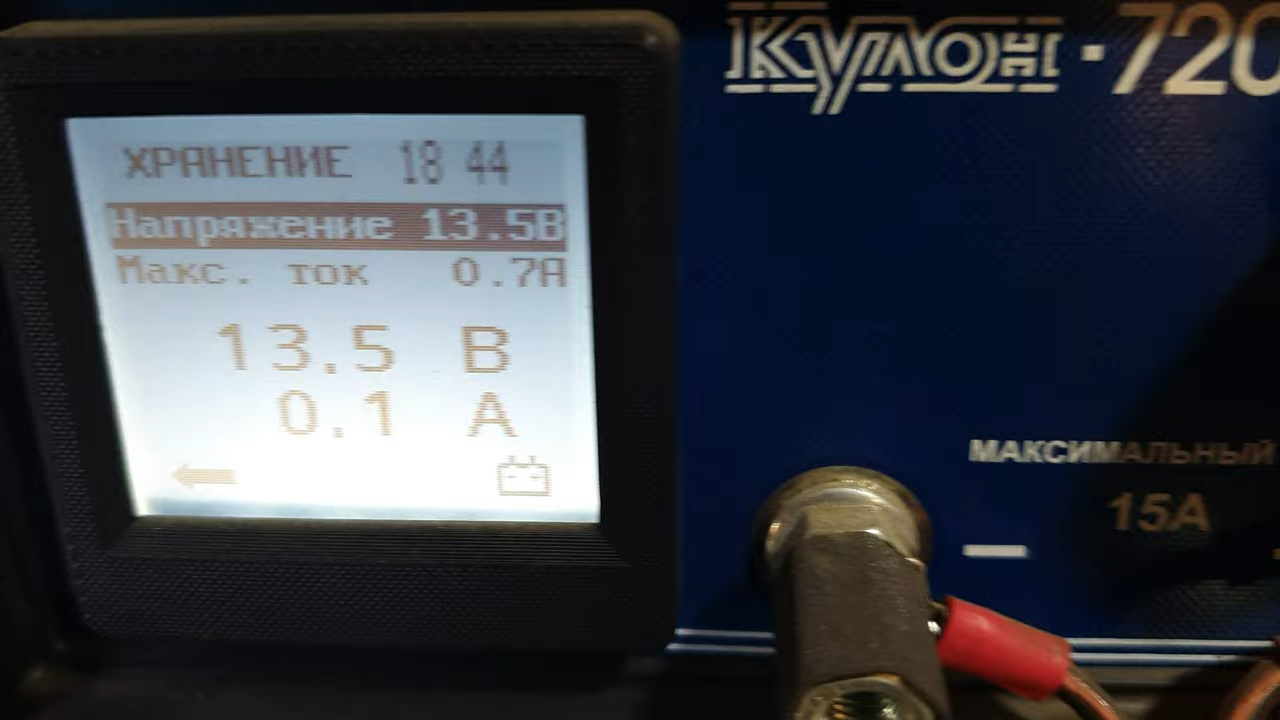 ХРАНЕНИЕ 18 44
Напряжение 13.5В
Макс. ток 0.7А
13.5 В
0.1 А
КУЛОН·720
МАКСИМАЛЬНЫЙ
15А